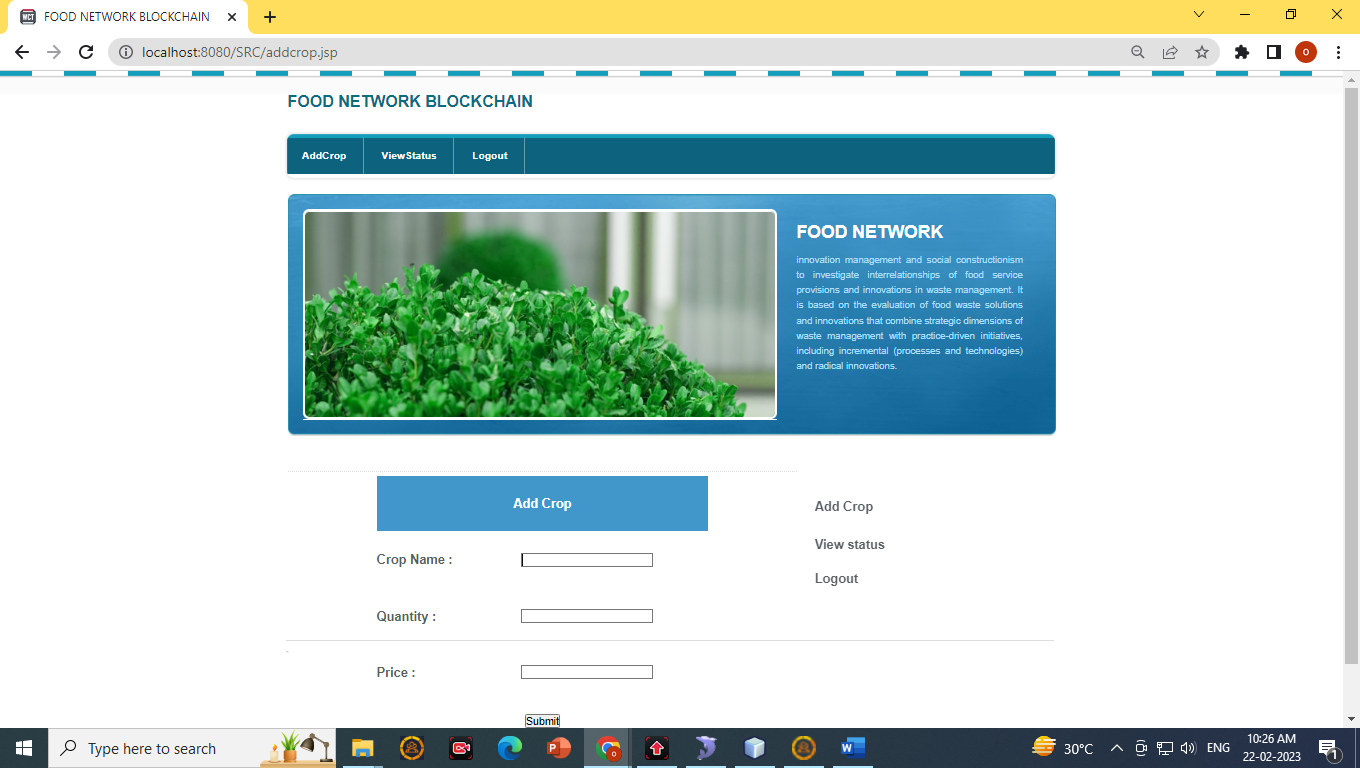 FOOD NETWORK BLOCKCHAIN
localhost:8080/SRC/addcrop.jsp
O
FOOD NETWORK BLOCKCHAIN
AddCrop ViewStatus Logout
FOOD NETWORK
innovation management and social constructionism
to investigate interrelationships of food service
provisions and innovations in waste management. It
is based on the evaluation of food waste solutions
and innovations that combine strategic dimensions of
waste management with practice-driven initiatives,
including incremental (processes and technologies)
and radical innovations.
Add Crop
Crop Name :
Quantity :
Price :
Submit
Add Crop
View status
Logout
Type here to search
30°C
ENG
10:26 AM
22-02-2023
1